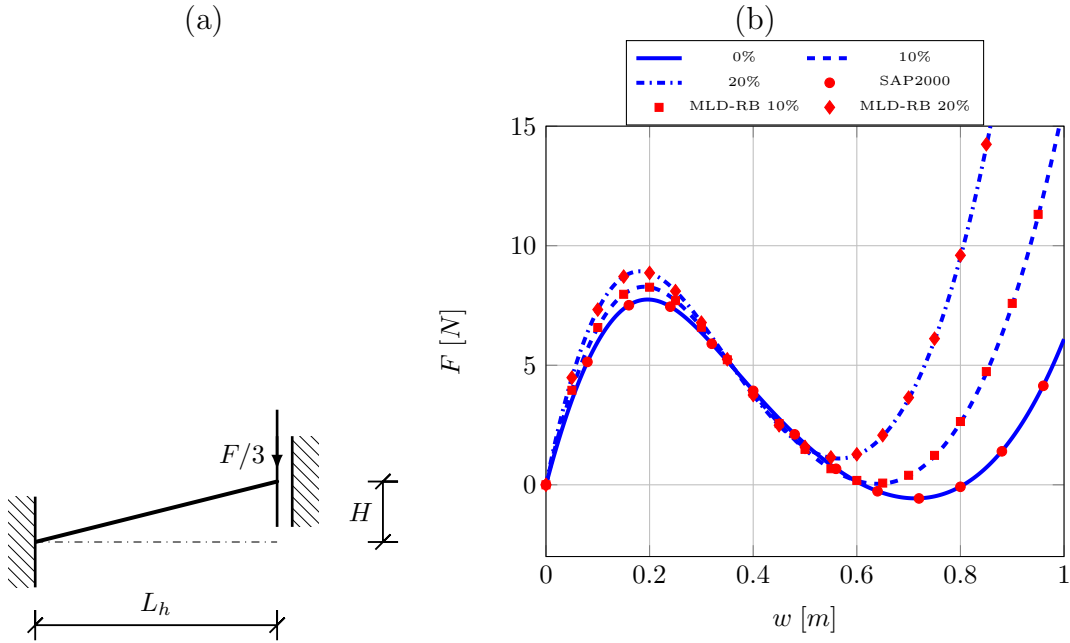 (a)
F/3
H
L_h
(b)
0% 10%
20% SAP2000
MLD-RB 10% MLD-RB 20%
15
10
5
0
F [N]
0 0.2 0.4 0.6 0.8 1
w [m]